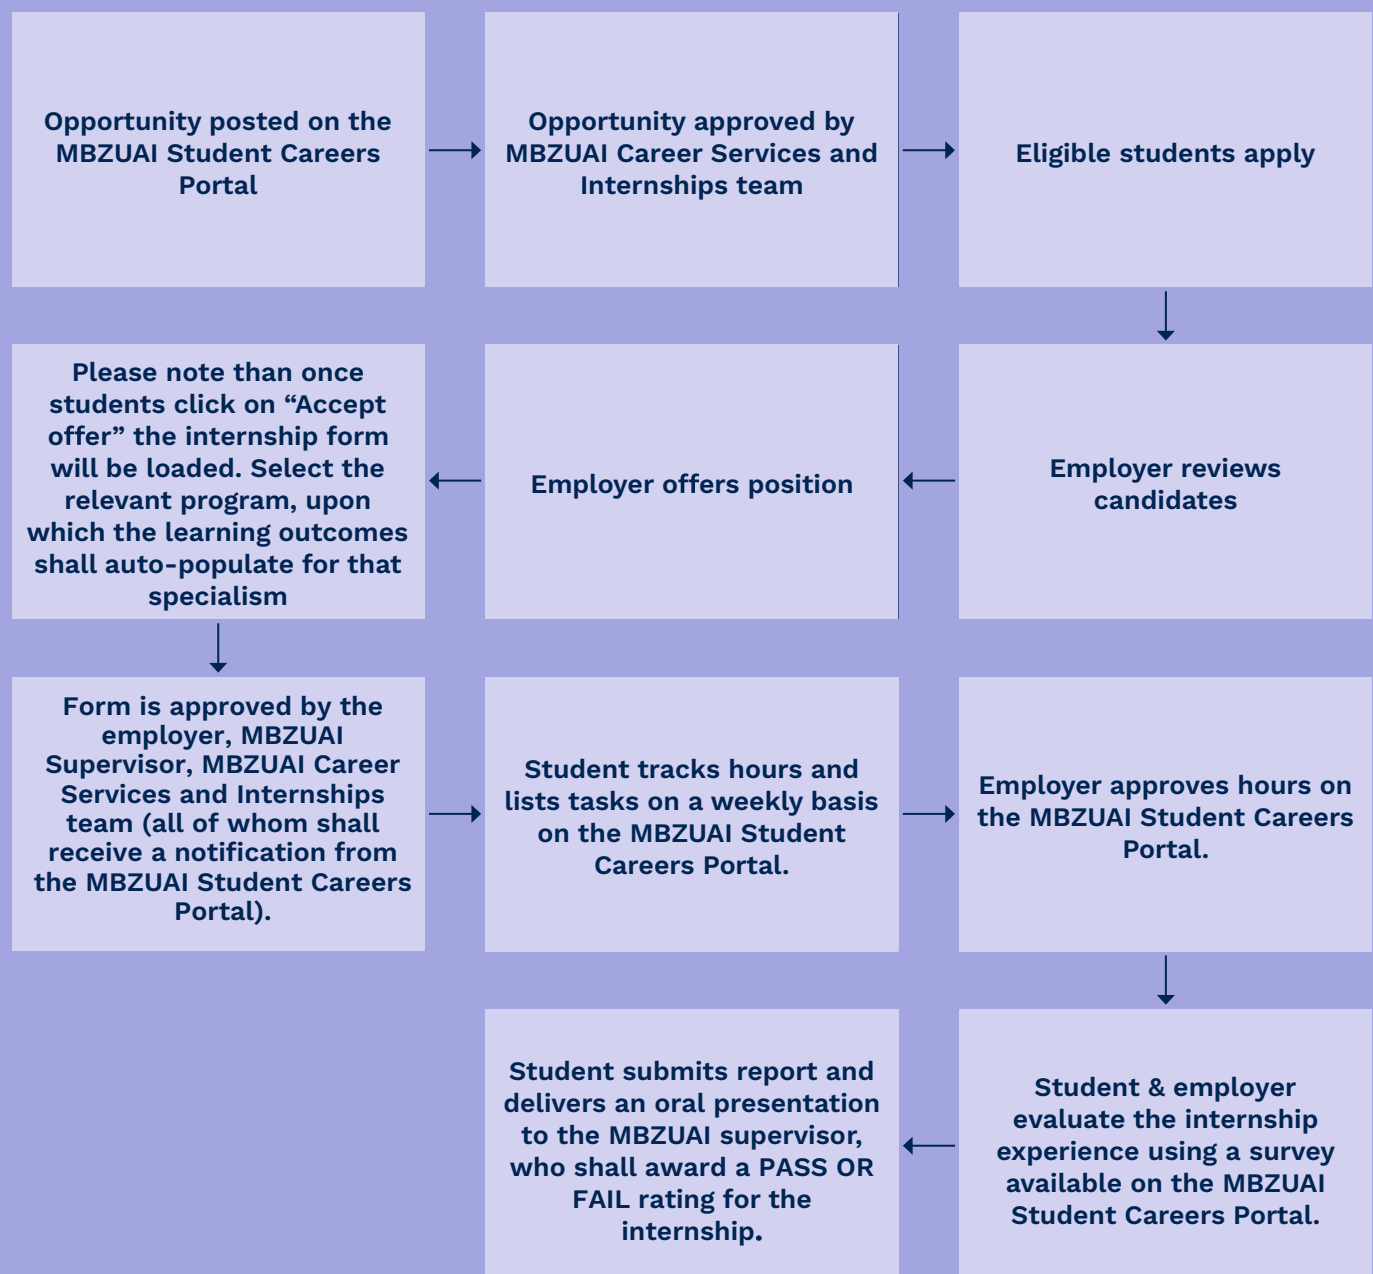 Opportunity posted on the
MBZUAI Student Careers
Portal
Opportunity approved by
MBZUAI Career Services and
Internships team
Eligible students apply
Employer reviews
candidates
Employer offers position
Please note than once
students click on “Accept
offer” the internship form
will be loaded. Select the
relevant program, upon
which the learning outcomes
shall auto-populate for that
specialism
Form is approved by the
employer, MBZUAI
Supervisor, MBZUAI Career
Services and Internships
team (all of whom shall
receive a notification from
the MBZUAI Student Careers
Portal).
Student tracks hours and
lists tasks on a weekly basis
on the MBZUAI Student
Careers Portal.
Employer approves hours on
the MBZUAI Student Careers
Portal.
Student & employer
evaluate the internship
experience using a survey
available on the MBZUAI
Student Careers Portal.
Student submits report and
delivers an oral presentation
to the MBZUAI supervisor,
who shall award a PASS OR
FAIL rating for the
internship.